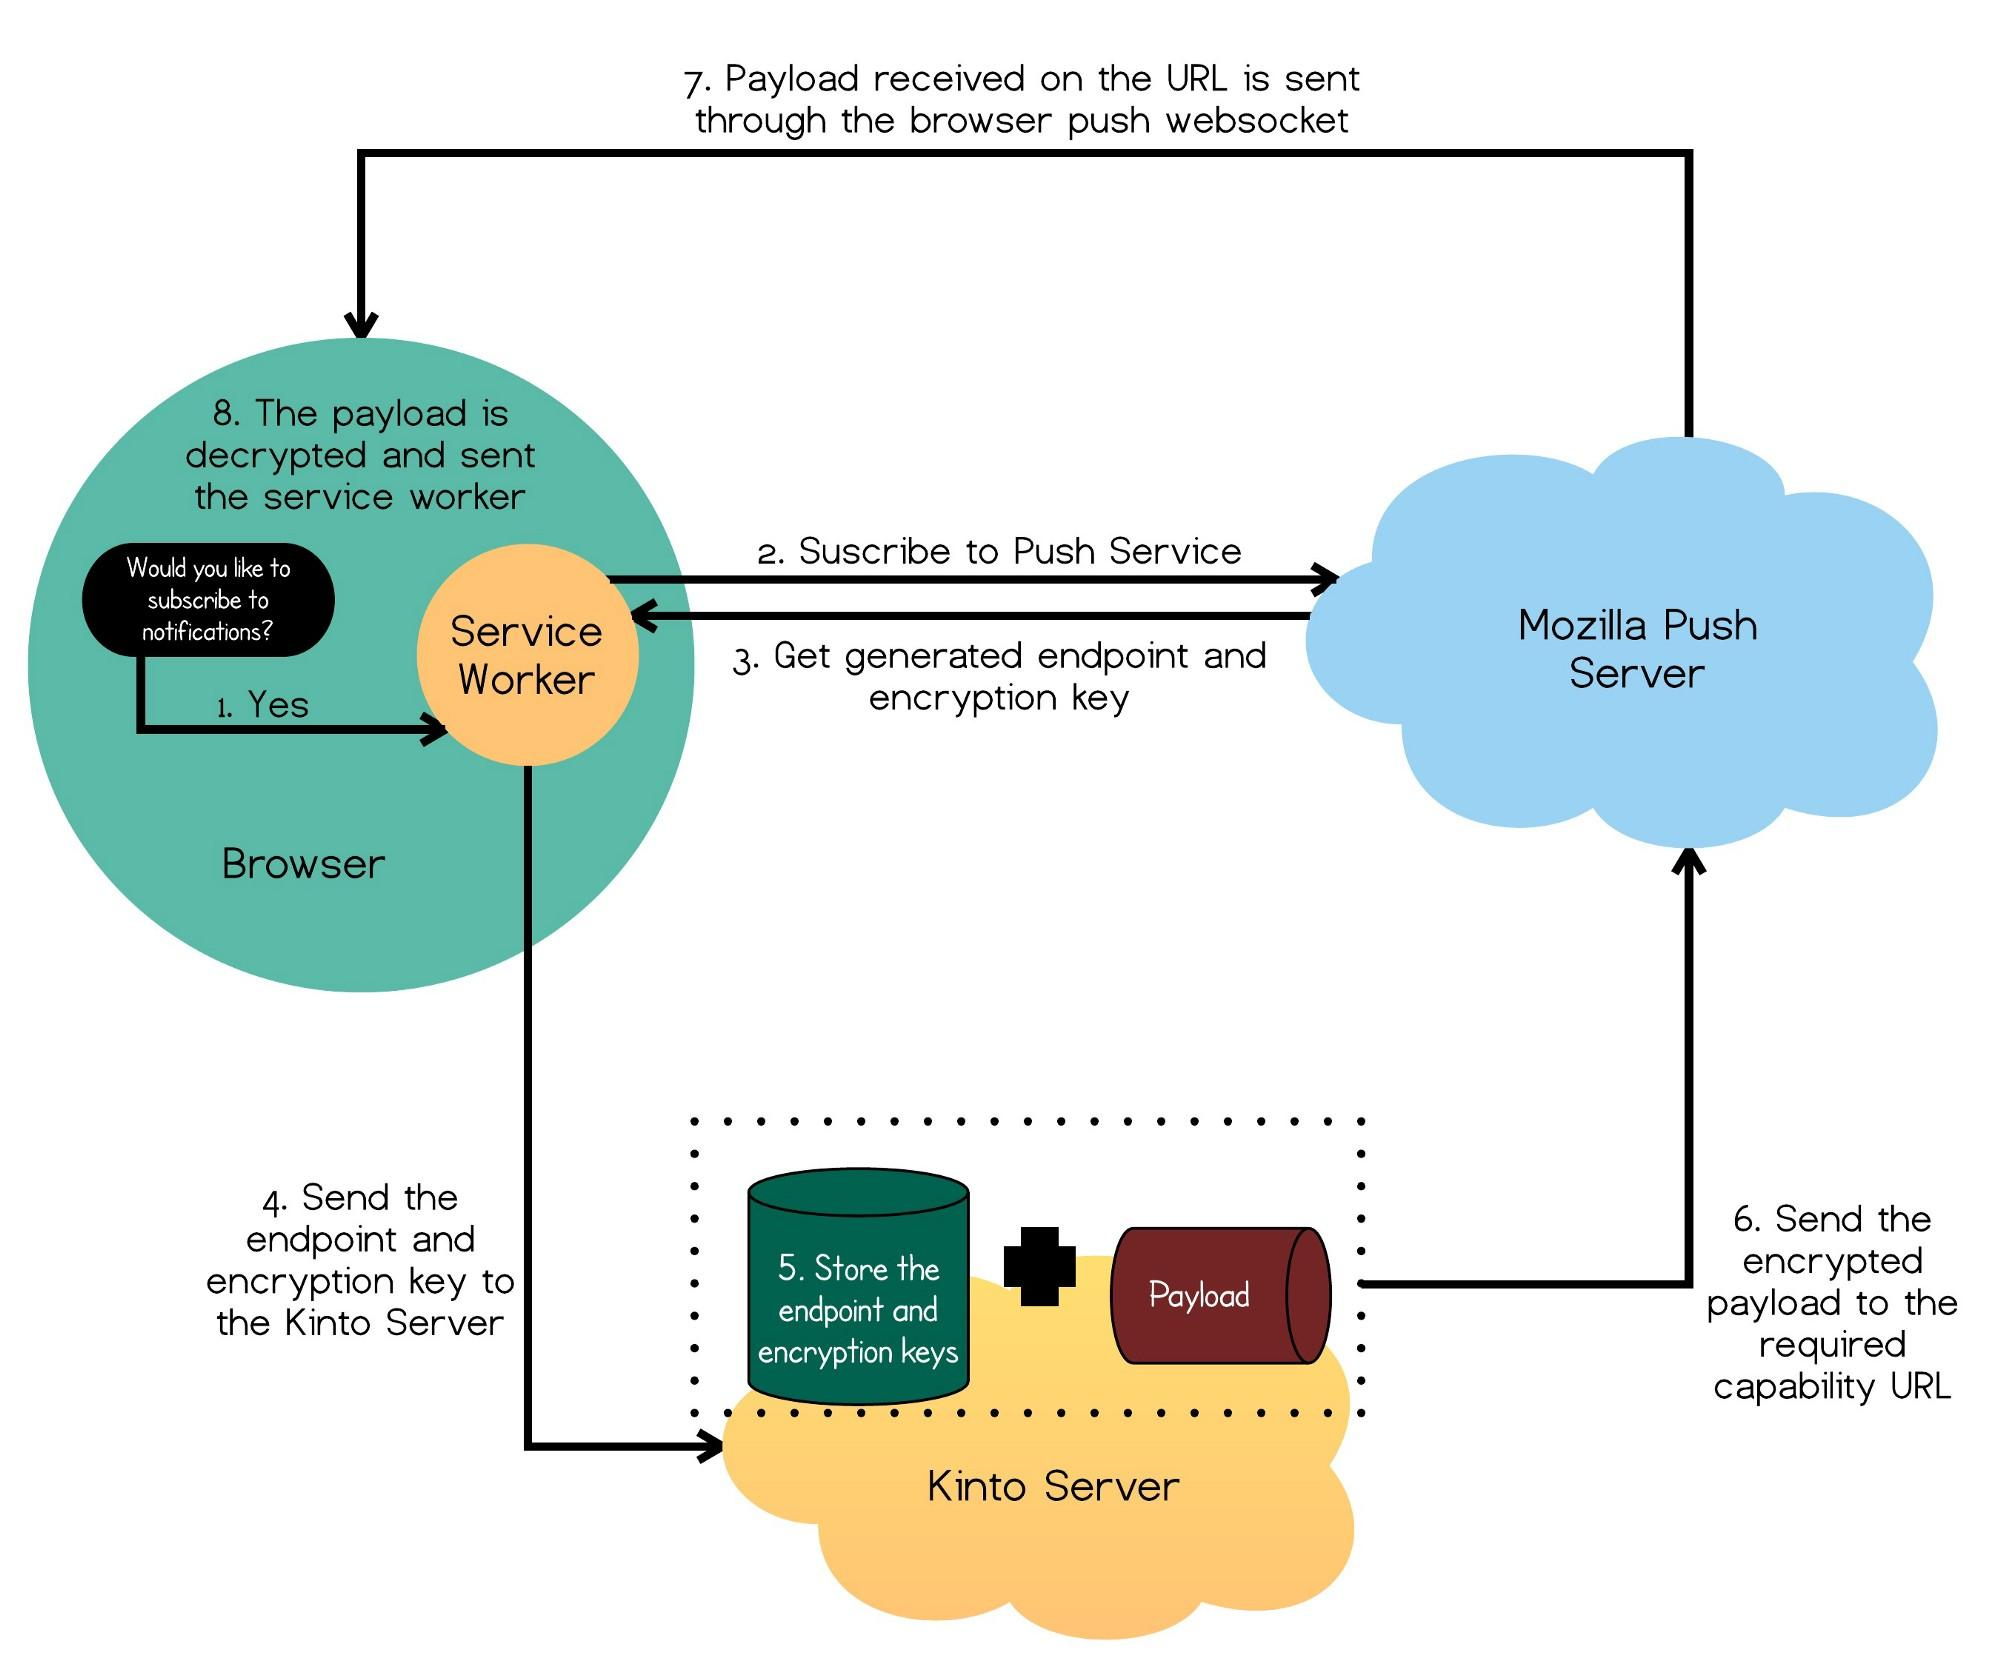 7. Payload received on the URL is sent
through the browser push websocket
8. The payload is
decrypted and sent
the service worker
Would you like to
subscribe to
notifications?
1. Yes
Service
Worker
Browser
2. Suscribe to Push Service
3. Get generated endpoint and
encryption key
Mozilla Push
Server
4. Send the
endpoint and
encryption key to
the Kinto Server
5. Store the
endpoint and
encryption keys
Payload
Kinto Server
6. Send the
encrypted
payload to the
required
capability URL